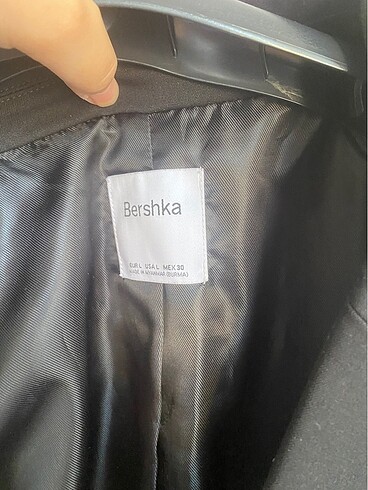 Bershka
EUR L USA L MEX 30
MADE IN MYANMAR (BURMA)